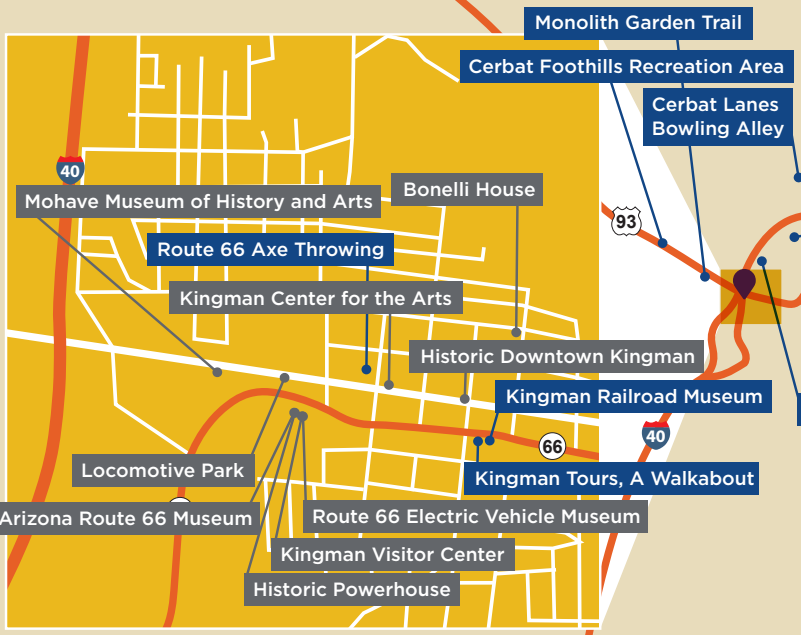 Monolith Garden Trail
Cerbat Foothills Recreation Area
Cerbat Lanes
Bowling Alley
40
Mohave Museum of History and Arts
Bonelli House
93
Route 66 Axe Throwing
Kingman Center for the Arts
Historic Downtown Kingman
Kingman Railroad Museum
40
66
Locomotive Park
Kingman Tours, A Walkabout
Arizona Route 66 Museum
Route 66 Electric Vehicle Museum
Kingman Visitor Center
Historic Powerhouse